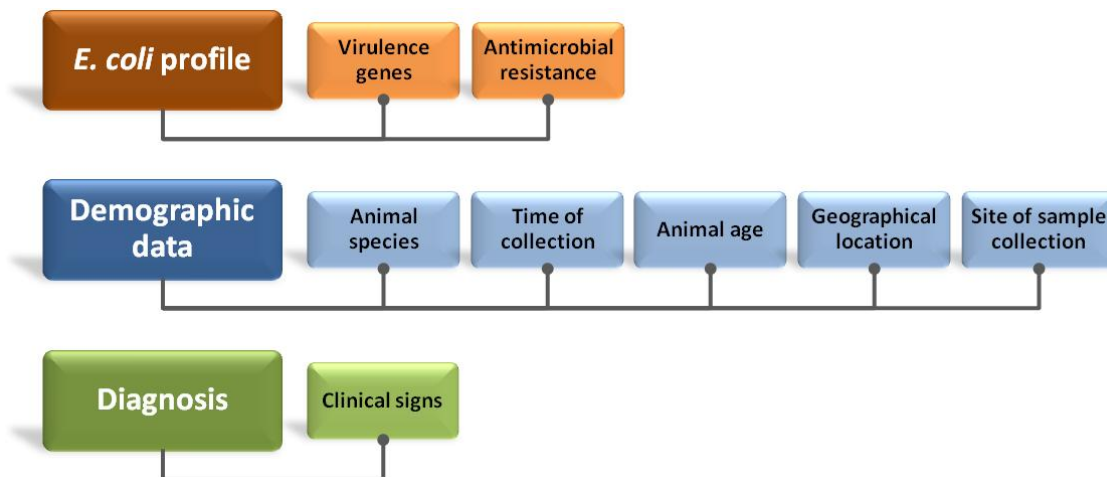 E. coli profile
Virulence
genes
Antimicrobial
resistance
Demographic
data
Animal
species
Time of
collection
Animal age
Geographical
location
Site of sample
collection
Diagnosis
Clinical signs